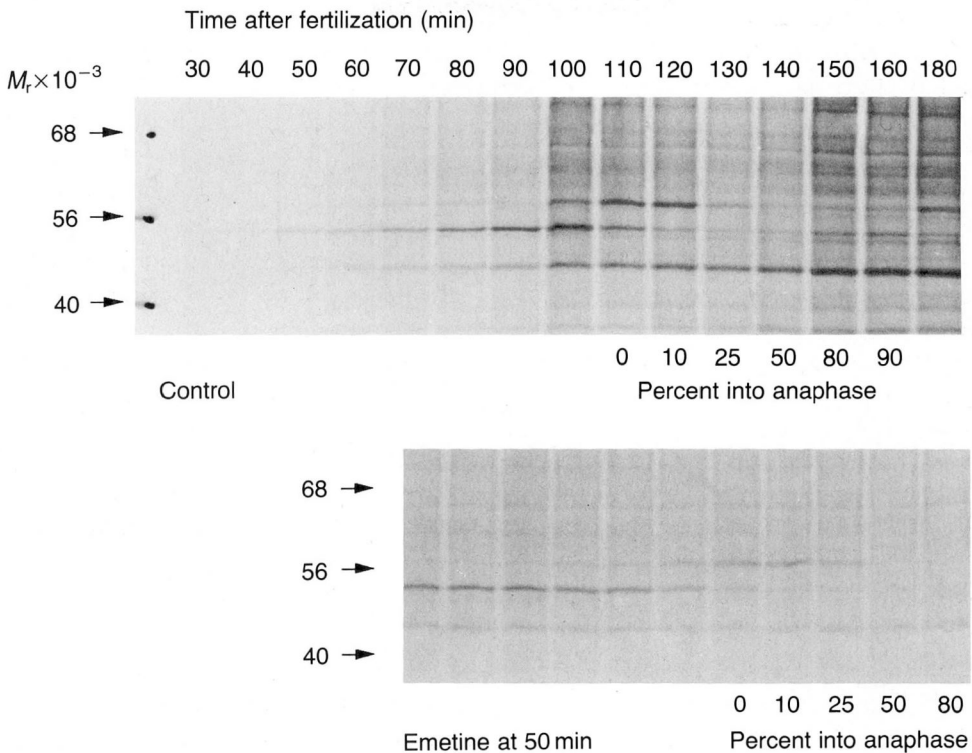 Time after fertilization (min)
Mr×10−3 30 40 50 60 70 80 90 100 110 120 130 140 150 160 180
68
56
40
0 10 25 50 80 90
Control Percent into anaphase
68
56
40
0 10 25 50 80
Emetine at 50 min Percent into anaphase